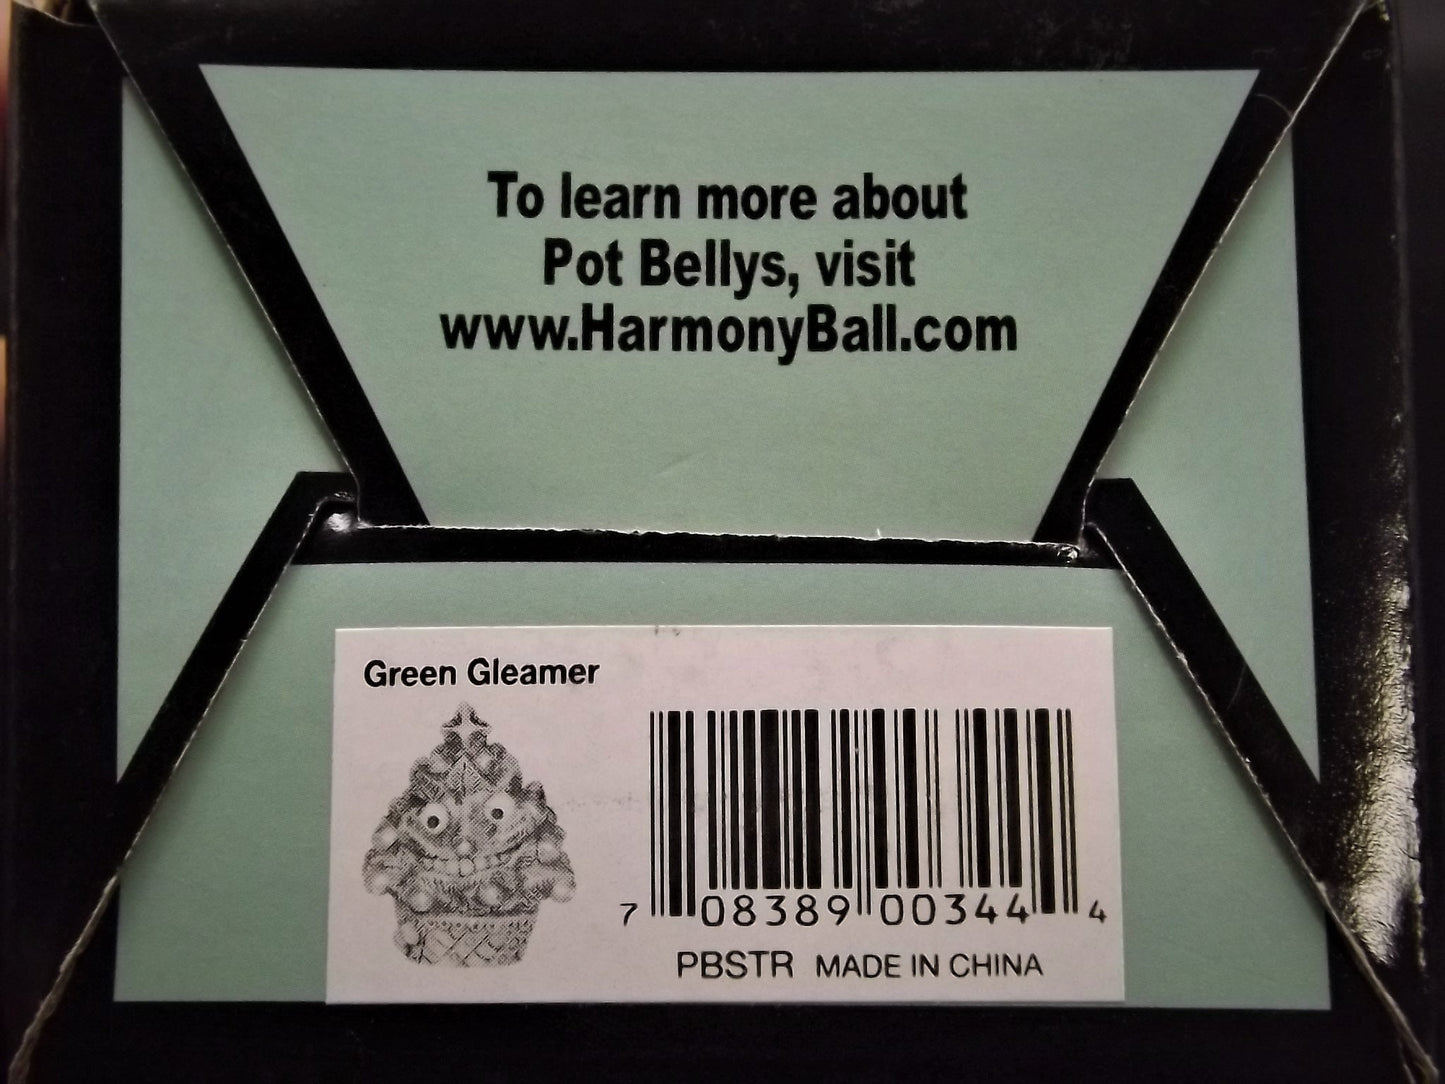 To learn more about
Pot Bellys, visit
www.HarmonyBall.com
Green Gleamer
7 08389 00344 4
PBSTR MADE IN CHINA